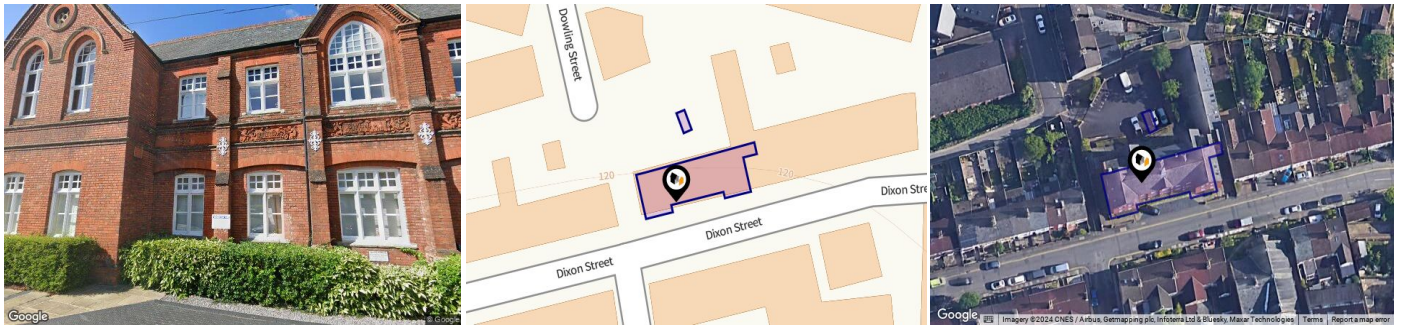 Google
© Google
Dowling Street
120
120
Dixon Street
Dixon Street
Dixon Stre
Google
Imagery ©2024 CNES / Airbus, Getmapping plc, Infoterra Ltd & Bluesky, Maxar Technologies
Terms
Report a map error